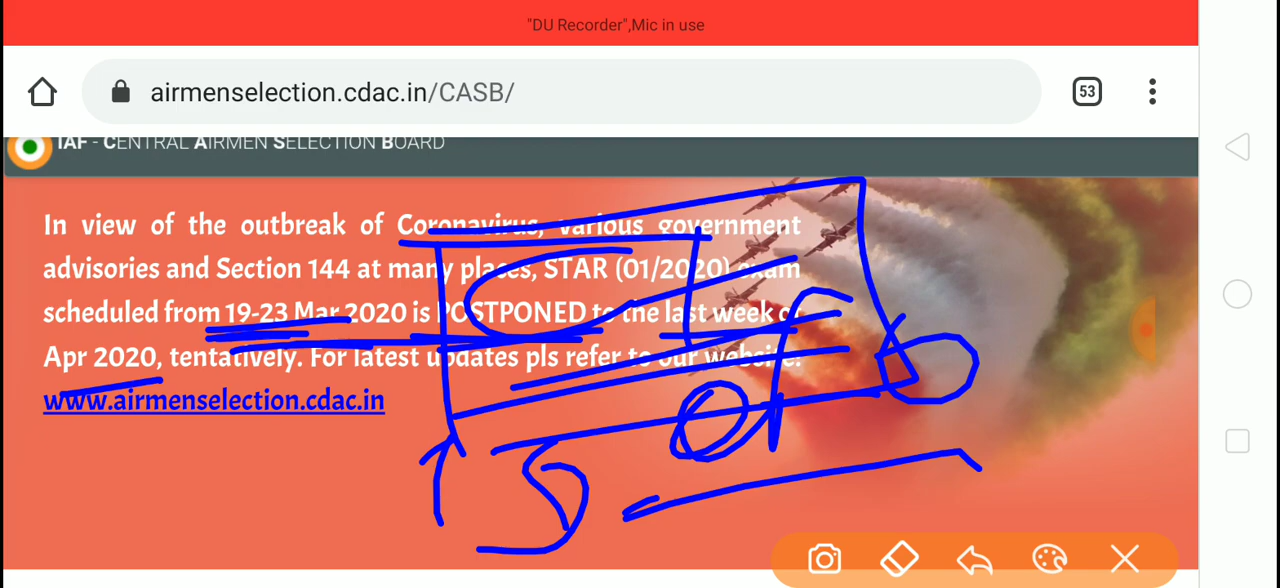 "DU Recorder",Mic in use
airmenselection.cdac.in/CASB/
53
IAF - CENTRAL AIRMEN SELECTION BOARD
In view of the outbreak of Coronavirus, various government
advisories and Section 144 at many places, STAR (01/2020) exam
scheduled from 19-23 Mar 2020 is POSTPONED to the last week of
Apr 2020, tentatively. For latest updates pls refer to our website:
www.airmenselection.cdac.in